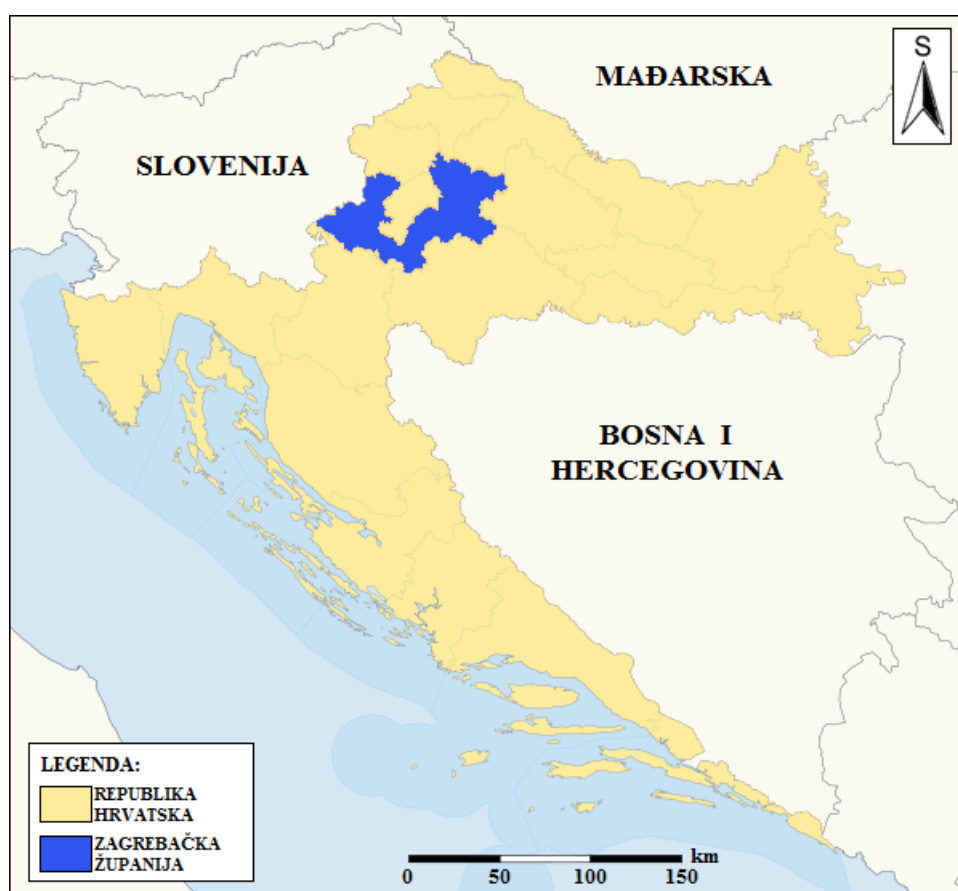 S
MAĐARSKA
SLOVENIJA
BOSNA I
HERCEGOVINA
LEGENDA:
REPUBLIKA
HRVATSKA
ZAGREBAČKA
ŽUPANIJA
km
0 50 100 150